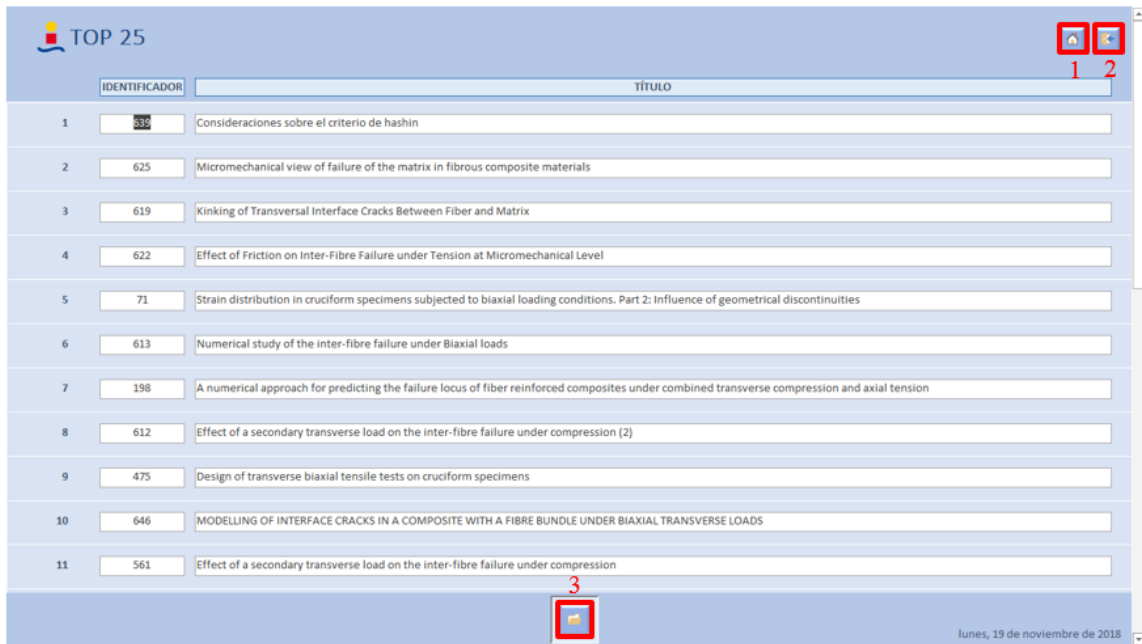 TOP 25
1 2
IDENTIFICADOR TÍTULO
1 639 Consideraciones sobre el criterio de hashin
2 625 Micromechanical view of failure of the matrix in fibrous composite materials
3 619 Kinking of Transversal Interface Cracks Between Fiber and Matrix
4 622 Effect of Friction on Inter-Fibre Failure under Tension at Micromechanical Level
5 71 Strain distribution in cruciform specimens subjected to biaxial loading conditions. Part 2: Influence of geometrical discontinuities
6 613 Numerical study of the inter-fibre failure under Biaxial loads
7 198 A numerical approach for predicting the failure locus of fiber reinforced composites under combined transverse compression and axial tension
8 612 Effect of a secondary transverse load on the inter-fibre failure under compression (2)
9 475 Design of transverse biaxial tensile tests on cruciform specimens
10 646 MODELLING OF INTERFACE CRACKS IN A COMPOSITE WITH A FIBRE BUNDLE UNDER BIAXIAL TRANSVERSE LOADS
11 561 Effect of a secondary transverse load on the inter-fibre failure under compression
3
lunes, 19 de noviembre de 2018